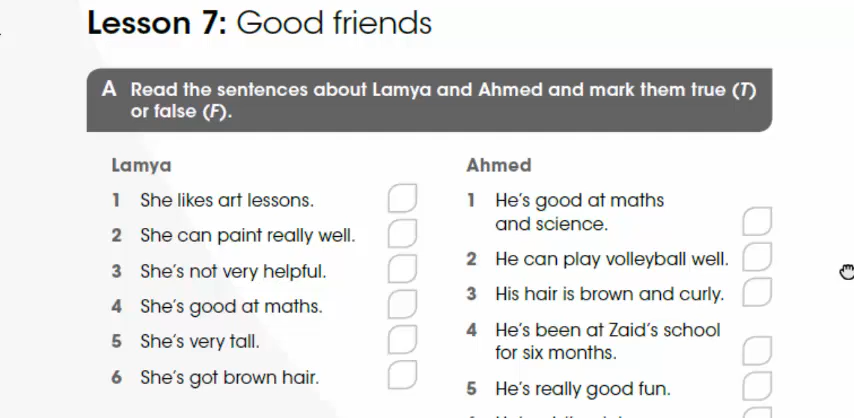 Lesson 7: Good friends
A Read the sentences about Lamya and Ahmed and mark them true (T)
or false (F).
Lamya
1 She likes art lessons.
2 She can paint really well.
3 She's not very helpful.
4 She's good at maths.
5 She's very tall.
6 She's got brown hair.
Ahmed
1 He's good at maths
and science.
2 He can play volleyball well.
3 His hair is brown and curly.
4 He's been at Zaid's school
for six months.
5 He's really good fun.